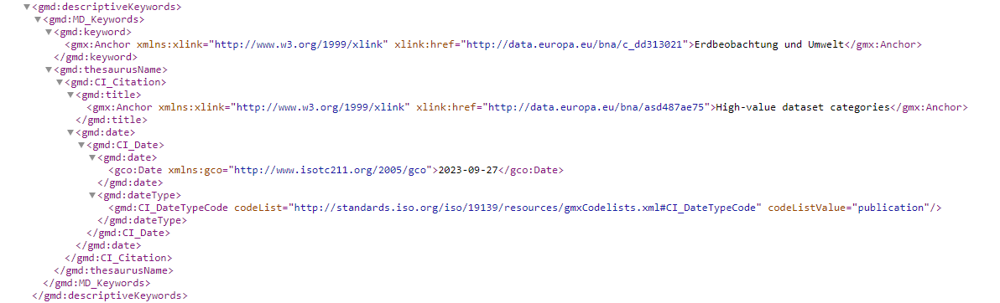 <gmd:descriptiveKeywords>
<gmd:MD_Keywords>
<gmd:keyword>
<gmx:Anchor xmlns:xlink="http://www.w3.org/1999/xlink" xlink:href="http://data.europa.eu/bna/c_dd313021">Erdbeobachtung und Umwelt</gmx:Anchor>
</gmd:keyword>
<gmd:thesaurusName>
<gmd:CI_Citation>
<gmd:title>
<gmx:Anchor xmlns:xlink="http://www.w3.org/1999/xlink" xlink:href="http://data.europa.eu/bna/asd487ae75">High-value dataset categories</gmx:Anchor>
</gmd:title>
<gmd:date>
<gmd:CI_Date>
<gmd:date>
<gco:Date xmlns:gco="http://www.isotc211.org/2005/gco">2023-09-27</gco:Date>
</gmd:date>
<gmd:dateType>
<gmd:CI_DateTypeCode codeList="http://standards.iso.org/iso/19139/resources/gmxCodelists.xml#CI_DateTypeCode" codeListValue="publication"/>
</gmd:dateType>
</gmd:CI_Date>
</gmd:date>
</gmd:CI_Citation>
</gmd:thesaurusName>
</gmd:MD_Keywords>
</gmd:descriptiveKeywords>